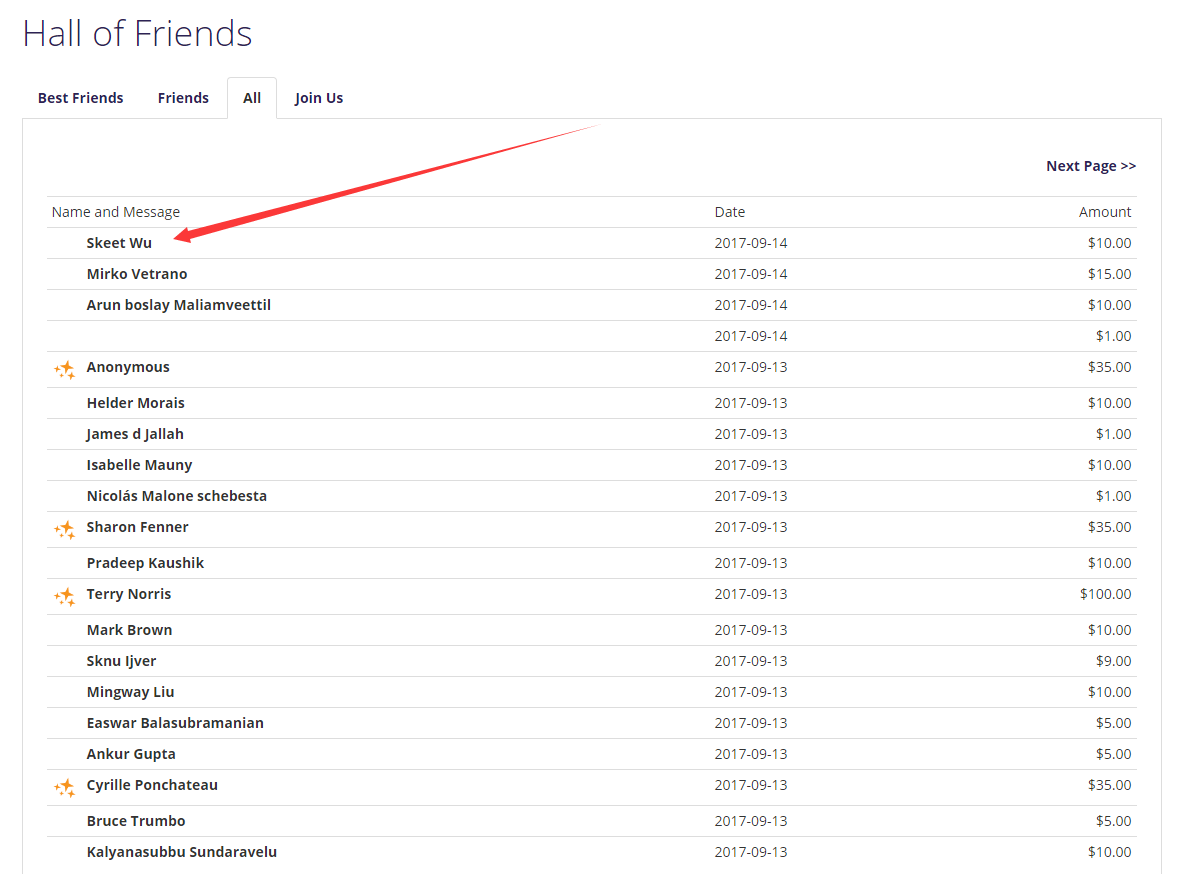 Hall of Friends
Best Friends Friends All Join Us
Next Page >>
Name and Message Date Amount
Skeet Wu 2017-09-14 $10.00
Mirko Vetrano 2017-09-14 $15.00
Arun boslay Maliamveettil 2017-09-14 $10.00
2017-09-14 $1.00
Anonymous 2017-09-13 $35.00
Helder Morais 2017-09-13 $10.00
James d Jallah 2017-09-13 $1.00
Isabelle Mauny 2017-09-13 $10.00
Nicolás Malone schebesta 2017-09-13 $1.00
Sharon Fenner 2017-09-13 $35.00
Pradeep Kaushik 2017-09-13 $10.00
Terry Norris 2017-09-13 $100.00
Mark Brown 2017-09-13 $10.00
Sknu Ijver 2017-09-13 $9.00
Mingway Liu 2017-09-13 $10.00
Easwar Balasubramanian 2017-09-13 $5.00
Ankur Gupta 2017-09-13 $5.00
Cyrille Ponchateau 2017-09-13 $35.00
Bruce Trumbo 2017-09-13 $5.00
Kalyanasubbu Sundaravelu 2017-09-13 $10.00